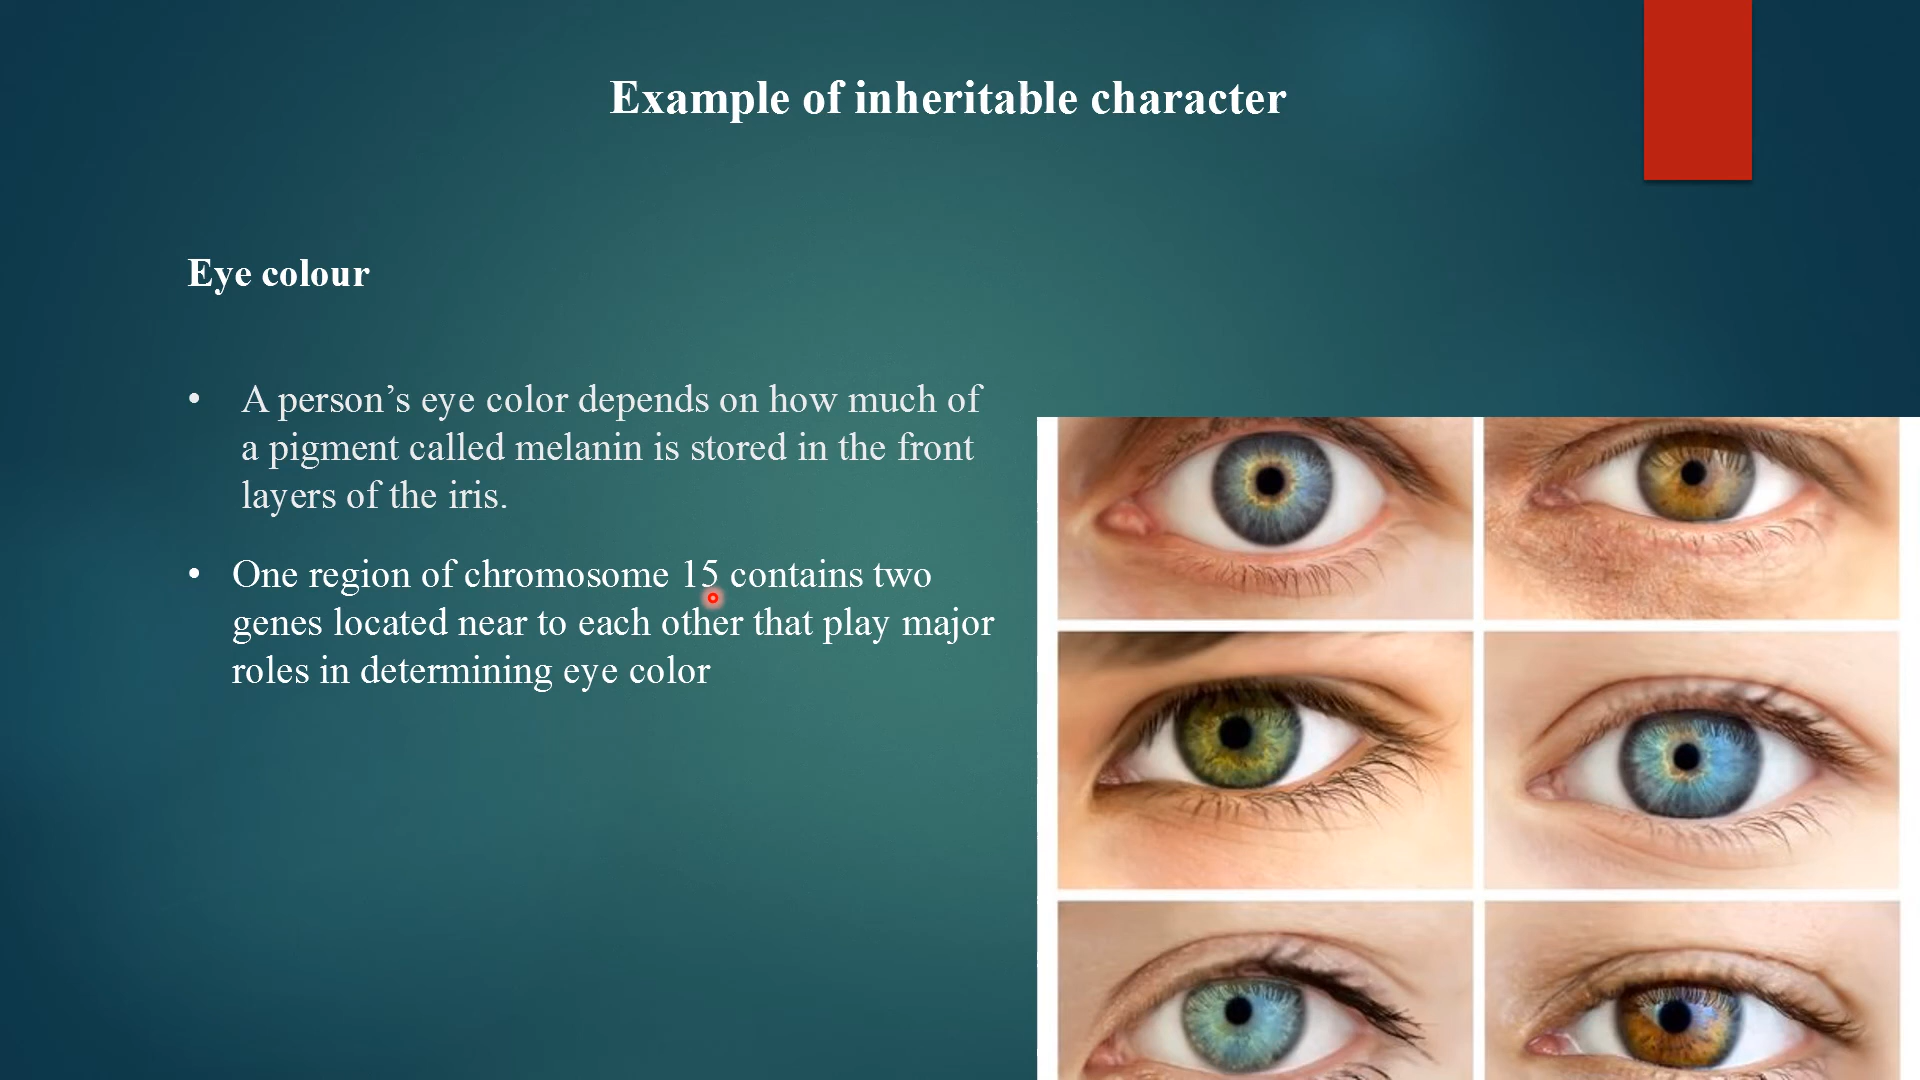 Example of inheritable character
Eye colour
• A person’s eye color depends on how much of
a pigment called melanin is stored in the front
layers of the iris.
• One region of chromosome 15 contains two
genes located near to each other that play major
roles in determining eye color